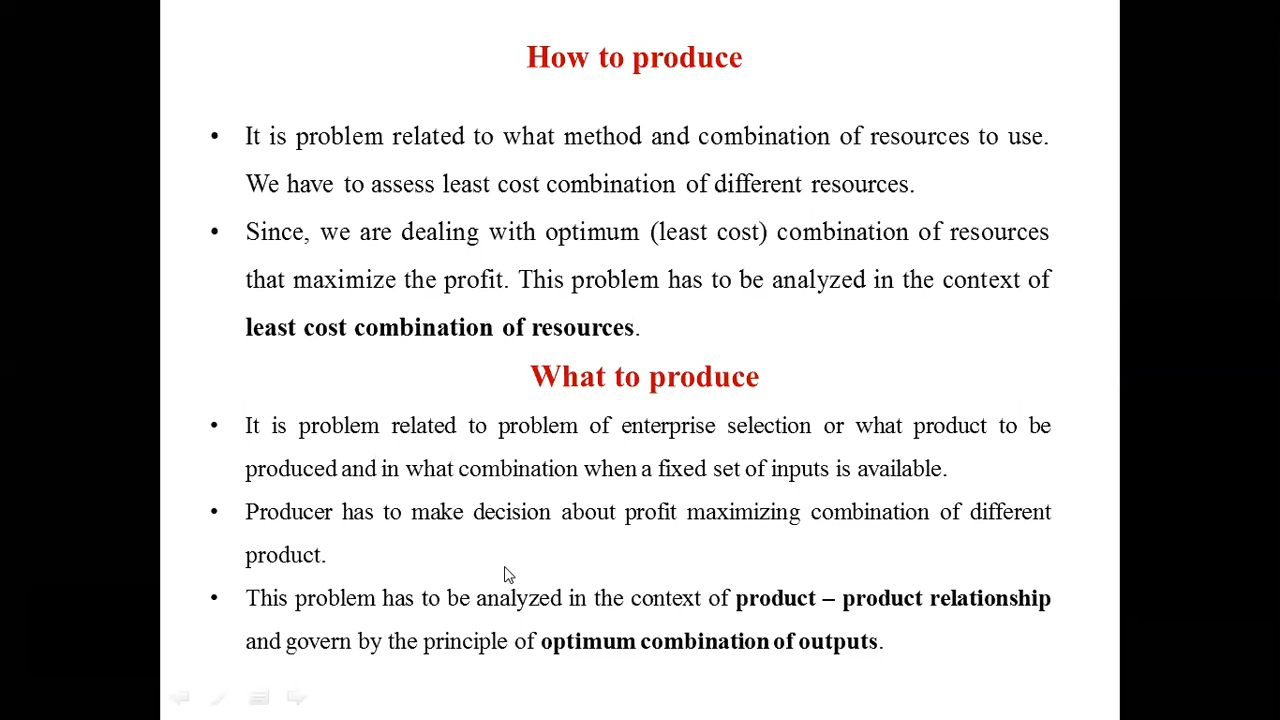 How to produce
• It is problem related to what method and combination of resources to use.
We have to assess least cost combination of different resources.
• Since, we are dealing with optimum (least cost) combination of resources
that maximize the profit. This problem has to be analyzed in the context of
least cost combination of resources.
What to produce
• It is problem related to problem of enterprise selection or what product to be
produced and in what combination when a fixed set of inputs is available.
• Producer has to make decision about profit maximizing combination of different
product.
• This problem has to be analyzed in the context of product – product relationship
and govern by the principle of optimum combination of outputs.